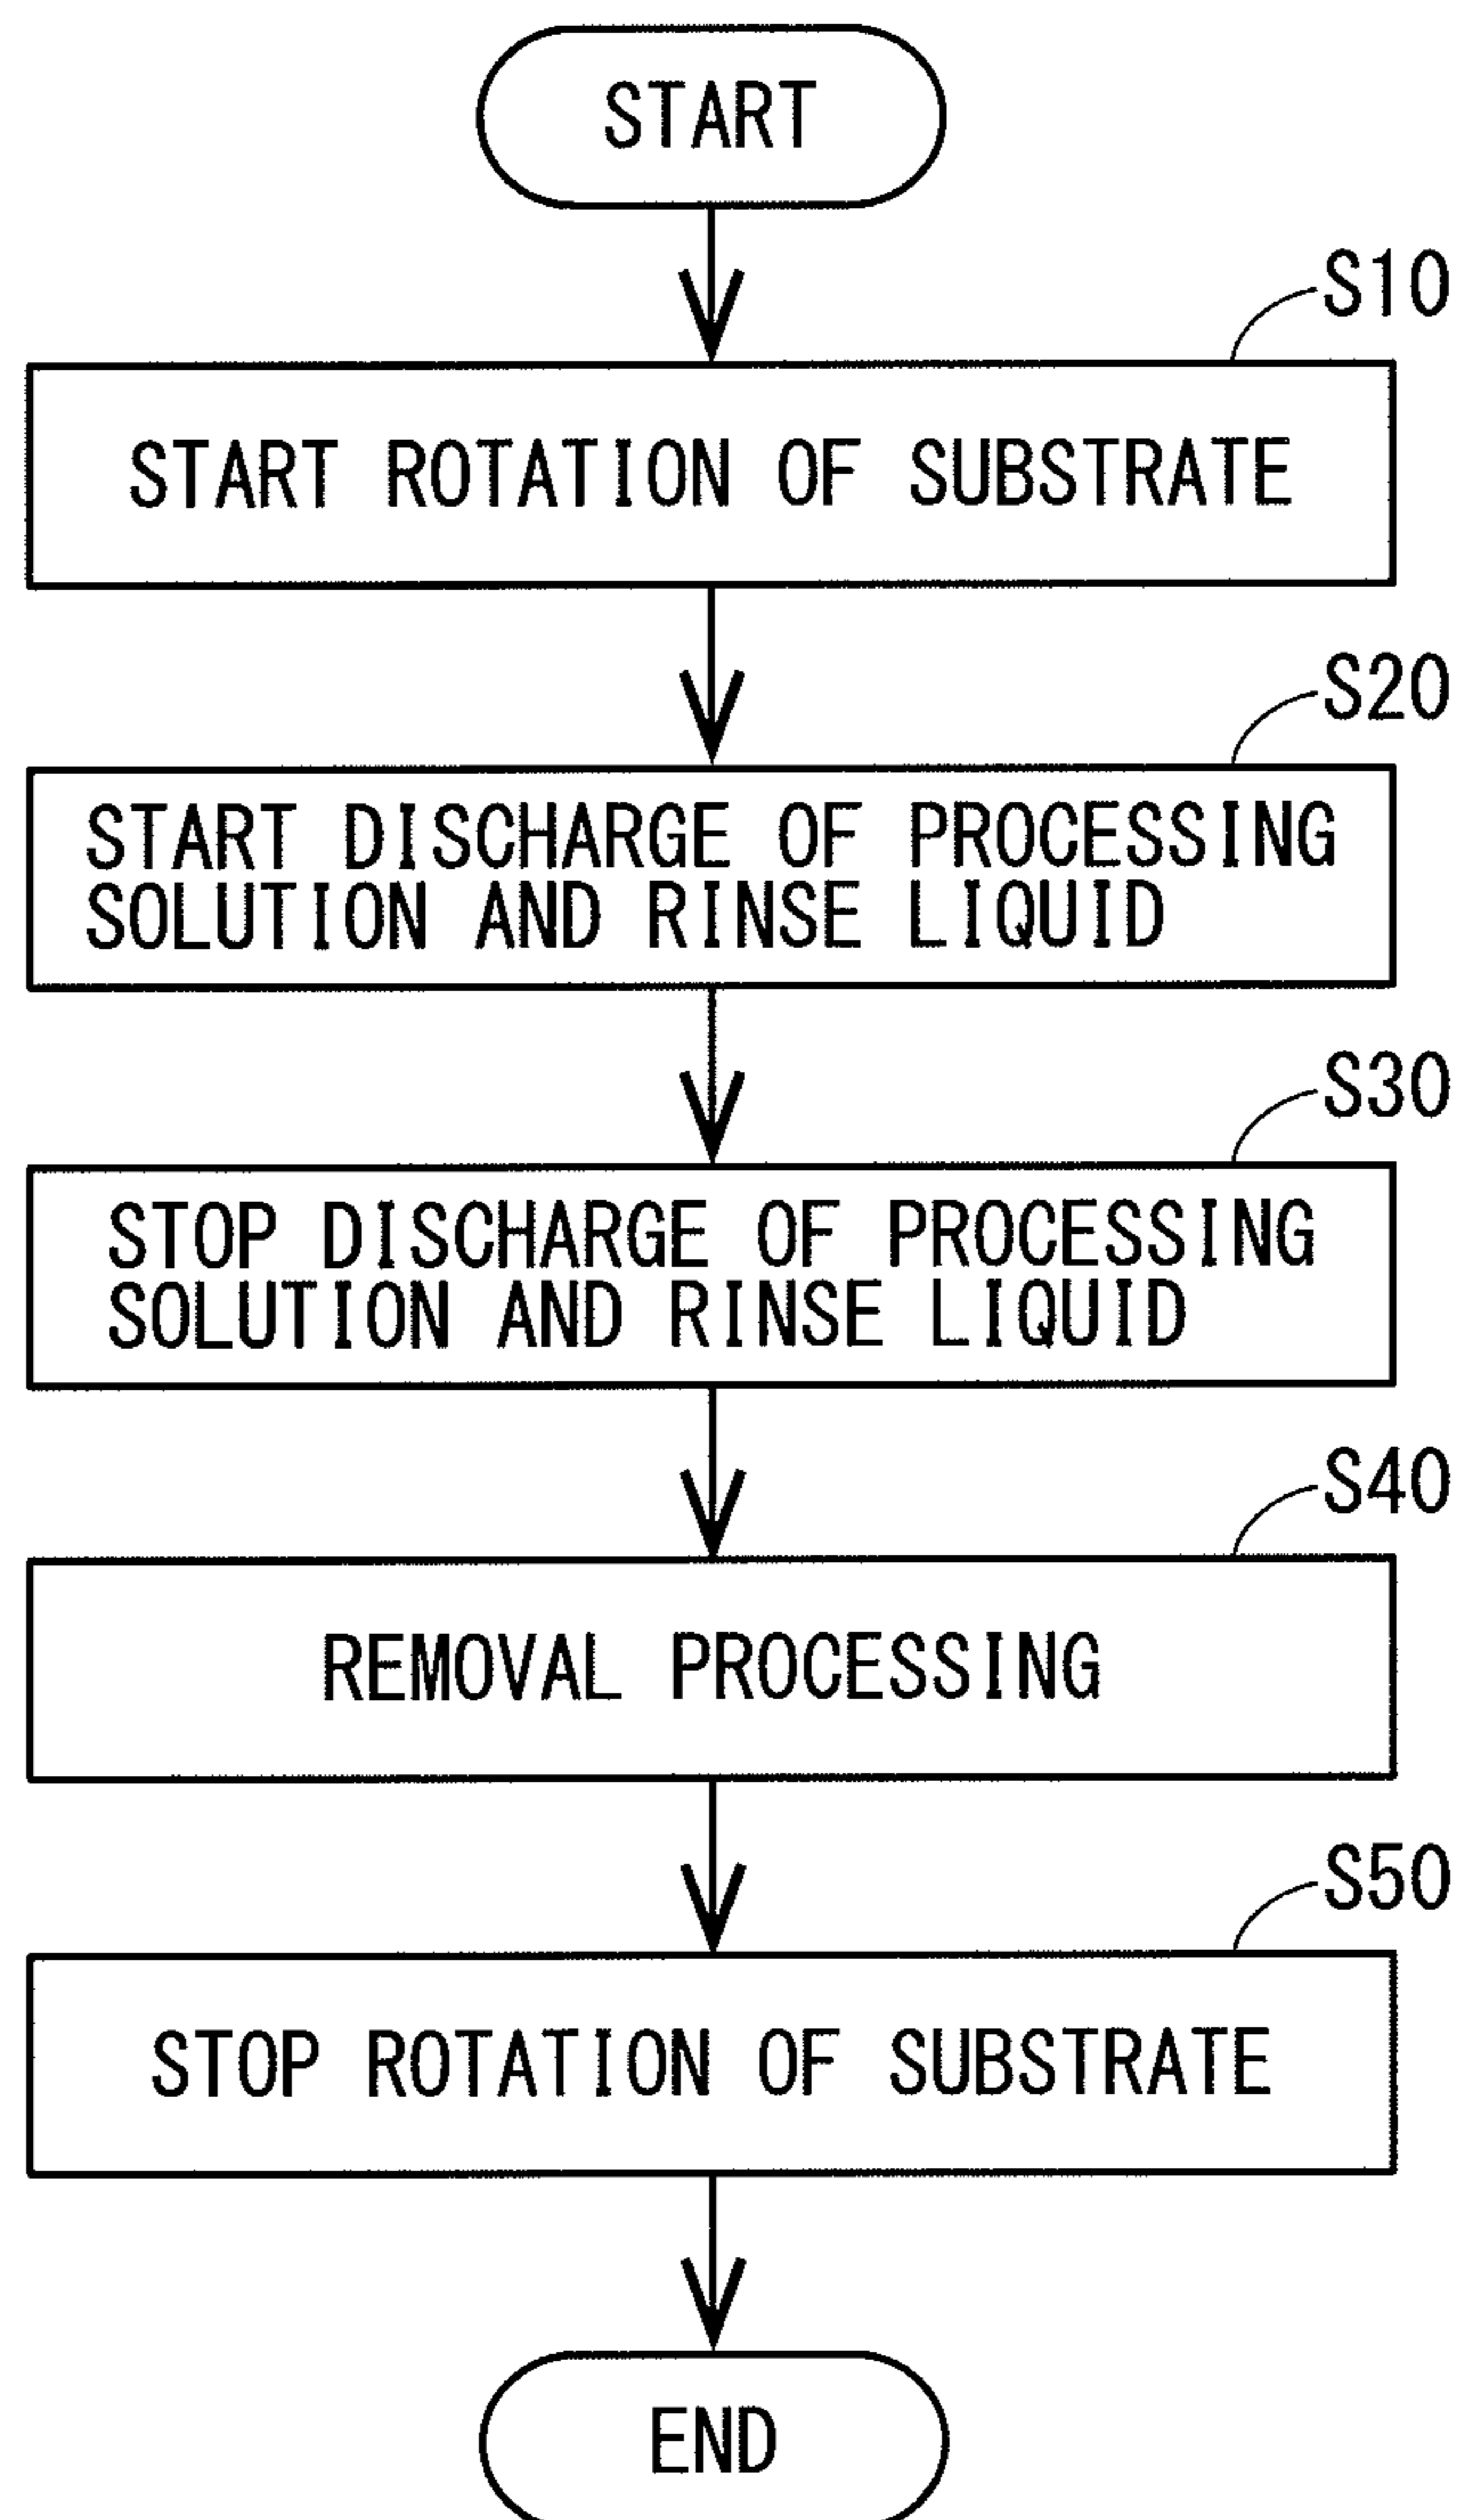 START
S10
START ROTATION OF SUBSTRATE
S20
START DISCHARGE OF PROCESSING
SOLUTION AND RINSE LIQUID
S30
STOP DISCHARGE OF PROCESSING
SOLUTION AND RINSE LIQUID
S40
REMOVAL PROCESSING
S50
STOP ROTATION OF SUBSTRATE
END